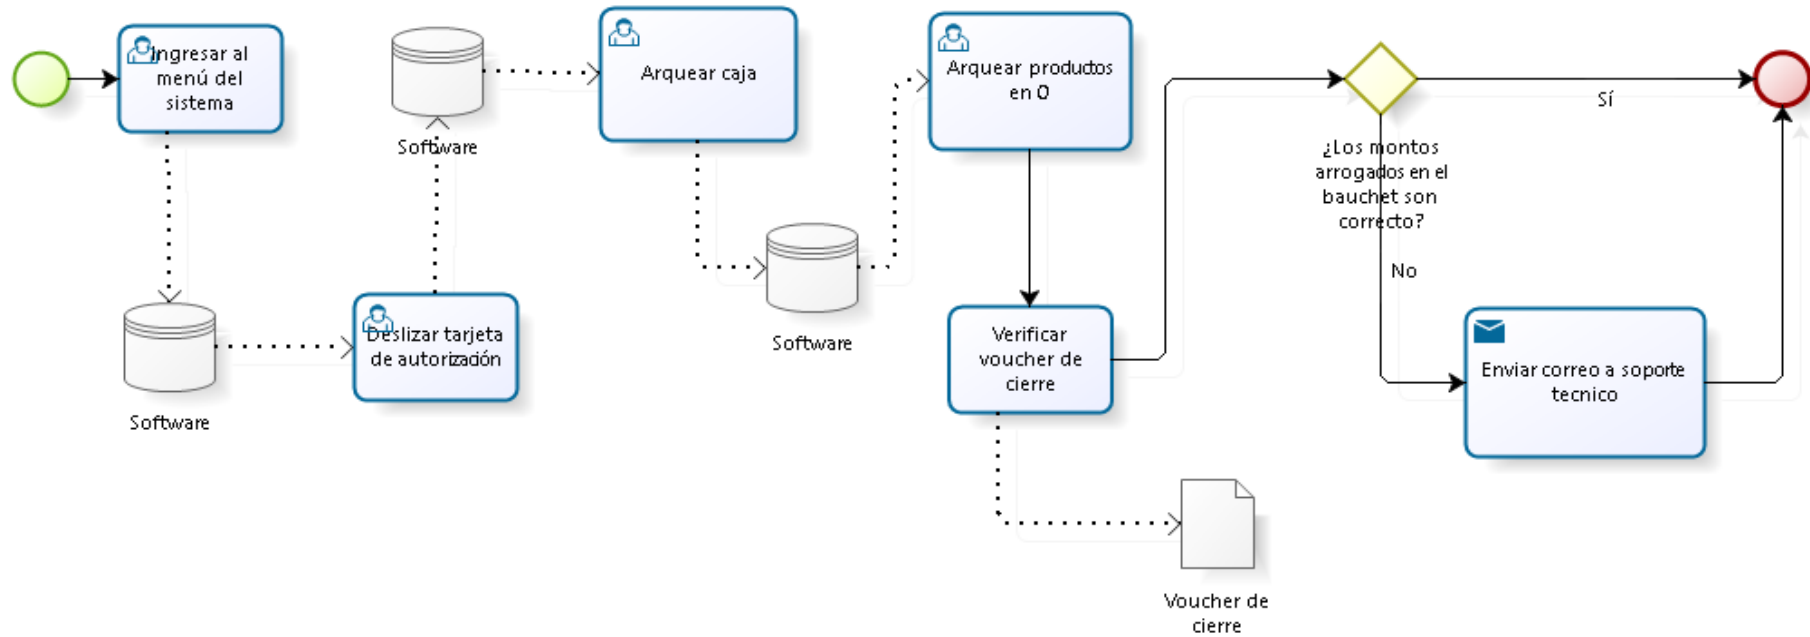 Ingresar al
menú del
sistema
Software
Deslizar tarjeta
de autorización
Software
Arquear caja
Software
Arquear productos
en 0
Verificar
voucher de
cierre
Voucher de
cierre
¿Los montos
arrogados en el
bauchet son
correcto?
Sí
No
Enviar correo a soporte
tecnico